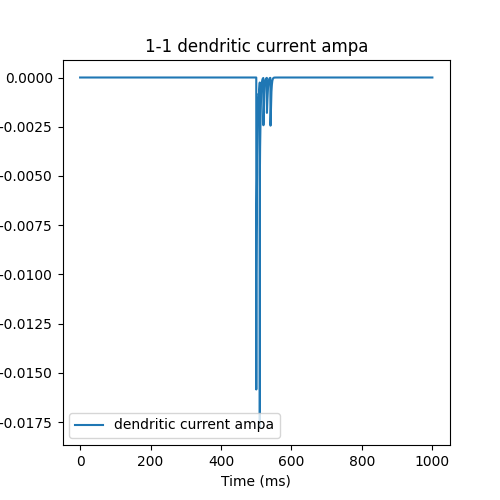 1-1 dendritic current ampa
0.0000
-0.0025
-0.0050
-0.0075
-0.0100
-0.0125
-0.0150
-0.0175
dendritic current ampa
0 200 400 600 800 1000
Time (ms)